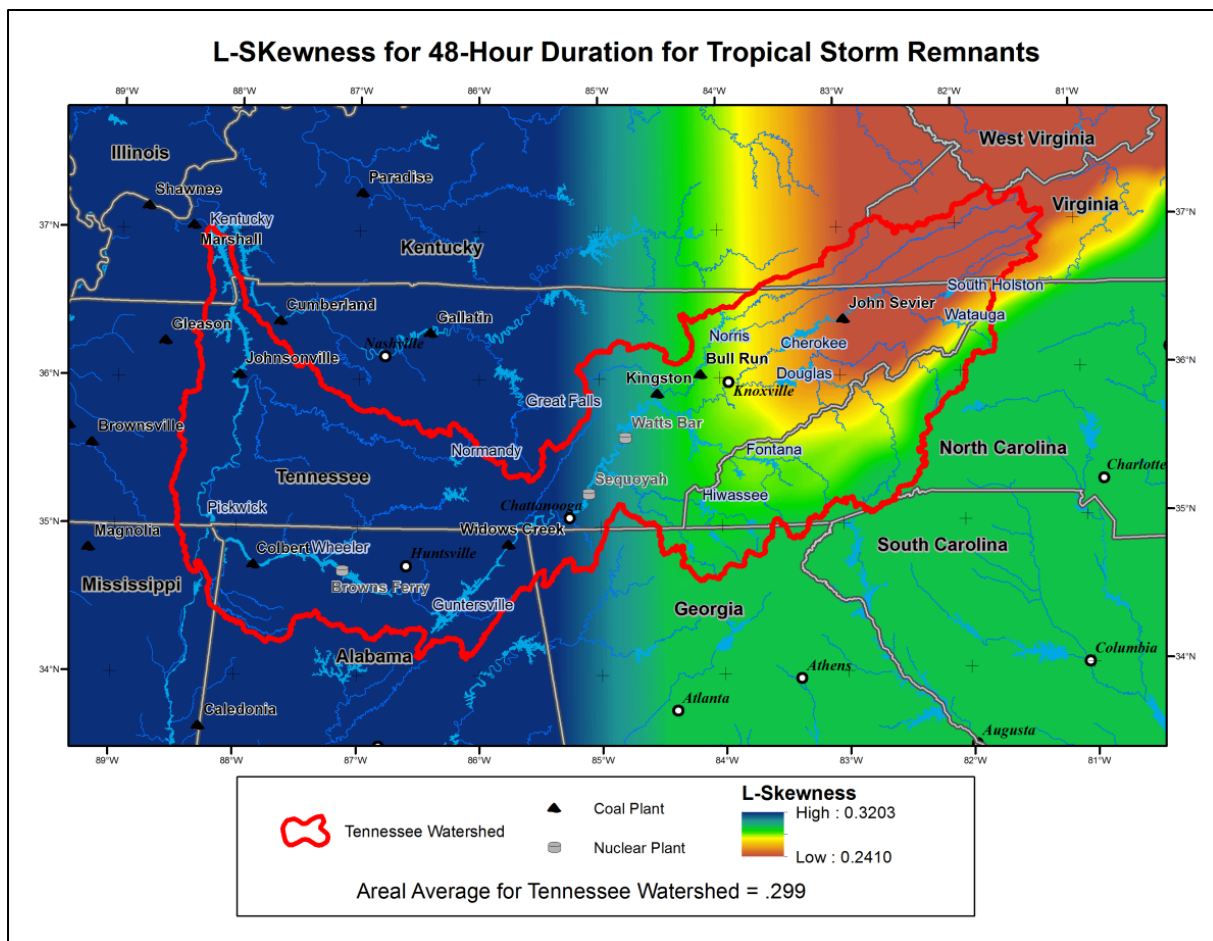 L-SKewness for 48-Hour Duration for Tropical Storm Remnants
89°W 88°W 87°W 86°W 85°W 84°W 83°W 82°W 81°W
West Virginia
Illinois
Paradise
Shawnee
Virginia
37°N Kentucky 37°N
Marshall
Kentucky
South Holston
John Sevier
Cumberland
Watauga
Gallatin
Gleason
Norris
Cherokee
Nashville
Bull Run
36°N Johnsonville 36°N
Kingston
Douglas
Knoxville
Great Falls
Brownsville
Watts Bar
Normandy
Fontana
North Carolina
Charlotte
Tennessee
Sequoyah
Hiwassee
Pickwick
Chattanooga
35°N 35°N
Widows Creek
Magnolia
Colbert
Wheeler
Huntsville
South Carolina
Mississippi
Browns Ferry
Guntersville
Georgia
34°N 34°N
Alabama
Columbia
Athens
Caledonia
Atlanta
Augusta
89°W 88°W 87°W 86°W 85°W 84°W 83°W 82°W 81°W
L-Skewness
Tennessee Watershed
Coal Plant
Nuclear Plant
High : 0.3203
Low : 0.2410
Areal Average for Tennessee Watershed = .299